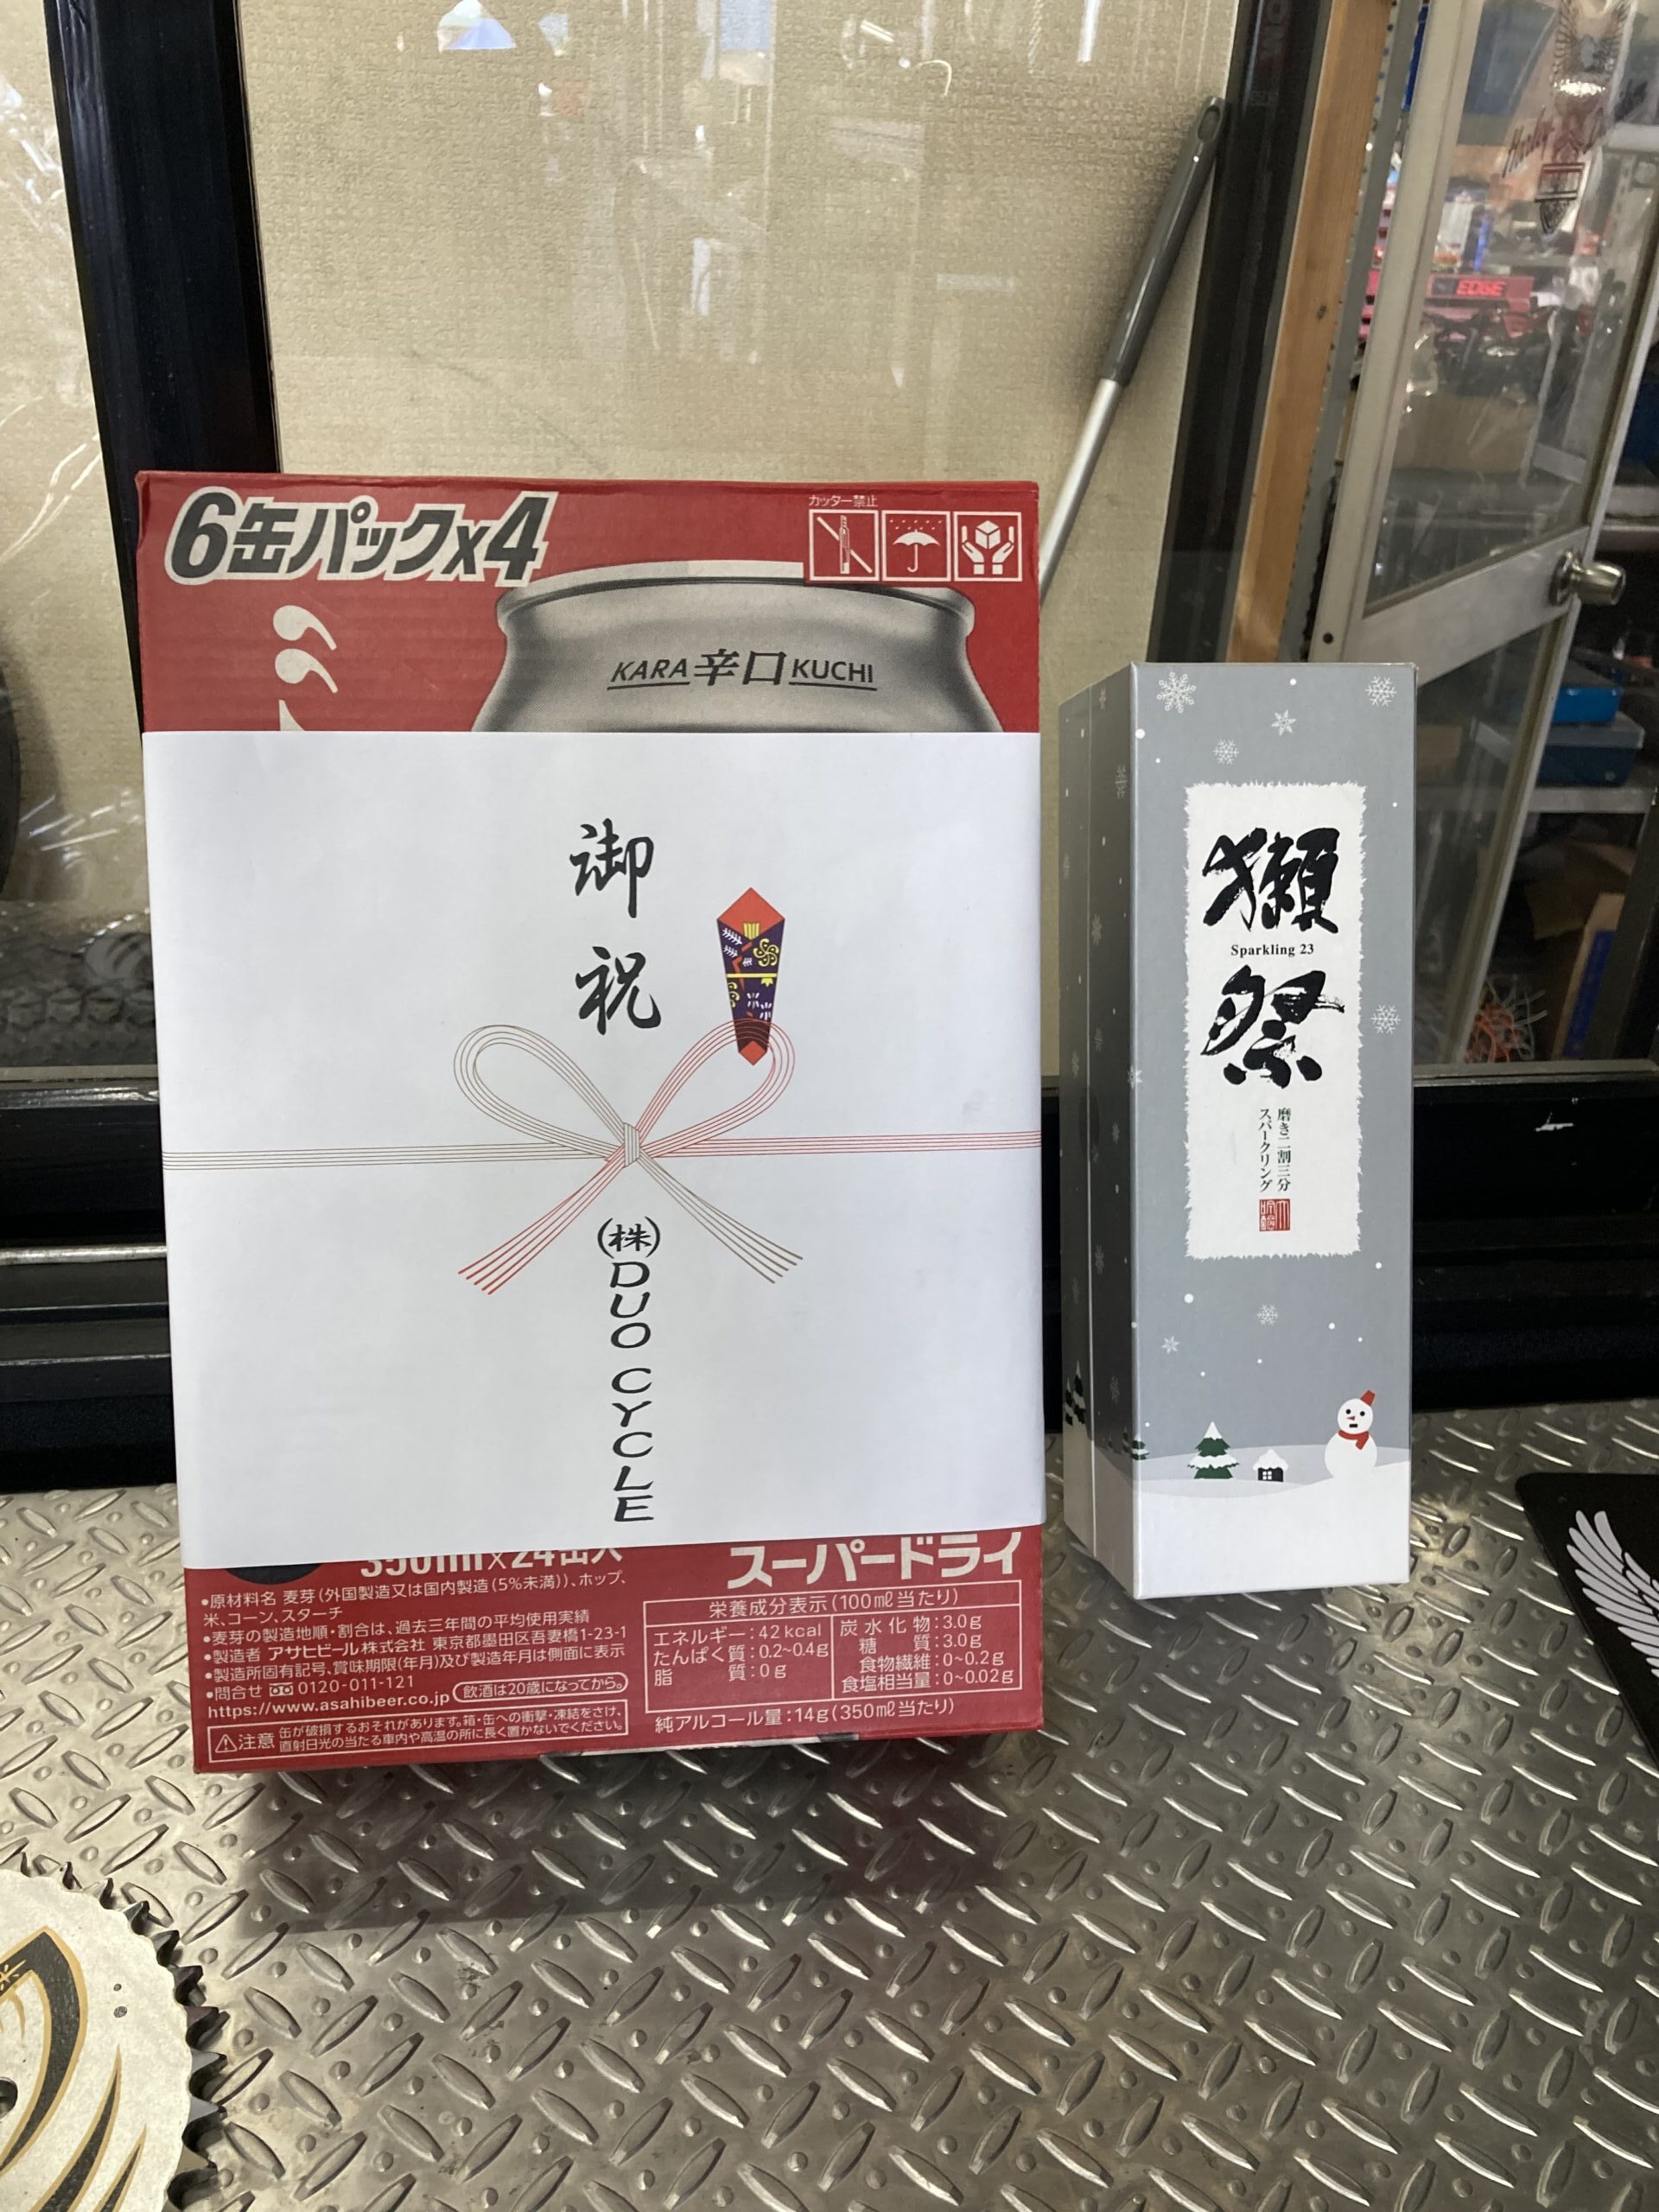 6缶パックx4
カッター禁止
KARA 辛口 KUCHI
御祝
㈱DUO CYCLE
350ml×24缶入
スーパードライ
●原材料名 麦芽(外国製造又は国内製造(5%未満))、ホップ、
米、コーン、スターチ
●麦芽の製造地順・割合は、過去三年間の平均使用実績
●製造者 アサヒビール株式会社 東京都墨田区吾妻橋1-23-1
●製造所固有記号、賞味期限(年月)及び製造年月は側面に表示
●問合せ 0120-011-121
https://www.asahibeer.co.jp 飲酒は20歳になってから。
注意 缶が破損するおそれがあります。箱・缶への衝撃・凍結をさけ、
直射日光の当たる車内や高温の所に長く置かないでください。
栄養成分表示(100ml当たり)
エネルギー:42kcal
たんぱく質:0.2~0.4g
脂質:0g
炭水化物:3.0g
糖質:3.0g
食物繊維:0~0.2g
食塩相当量:0~0.02g
純アルコール量:14g(350ml当たり)
獺
Sparkling 23
祭
磨き二割三分
スパークリング
EDGE
Harley